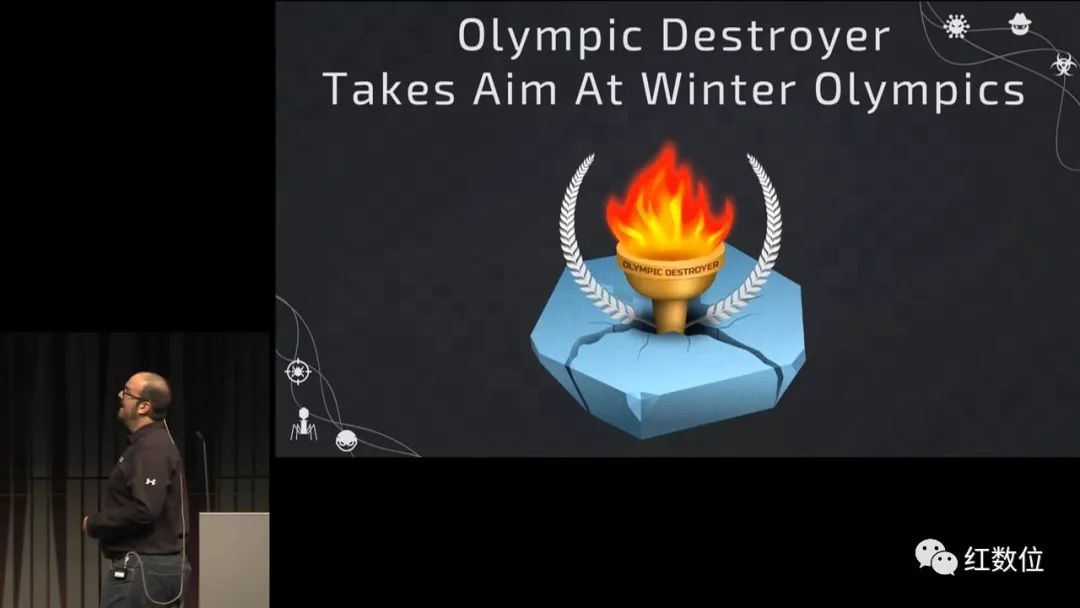 Olympic Destroyer
Takes Aim At Winter Olympics
OLYMPIC DESTROYER
红数位